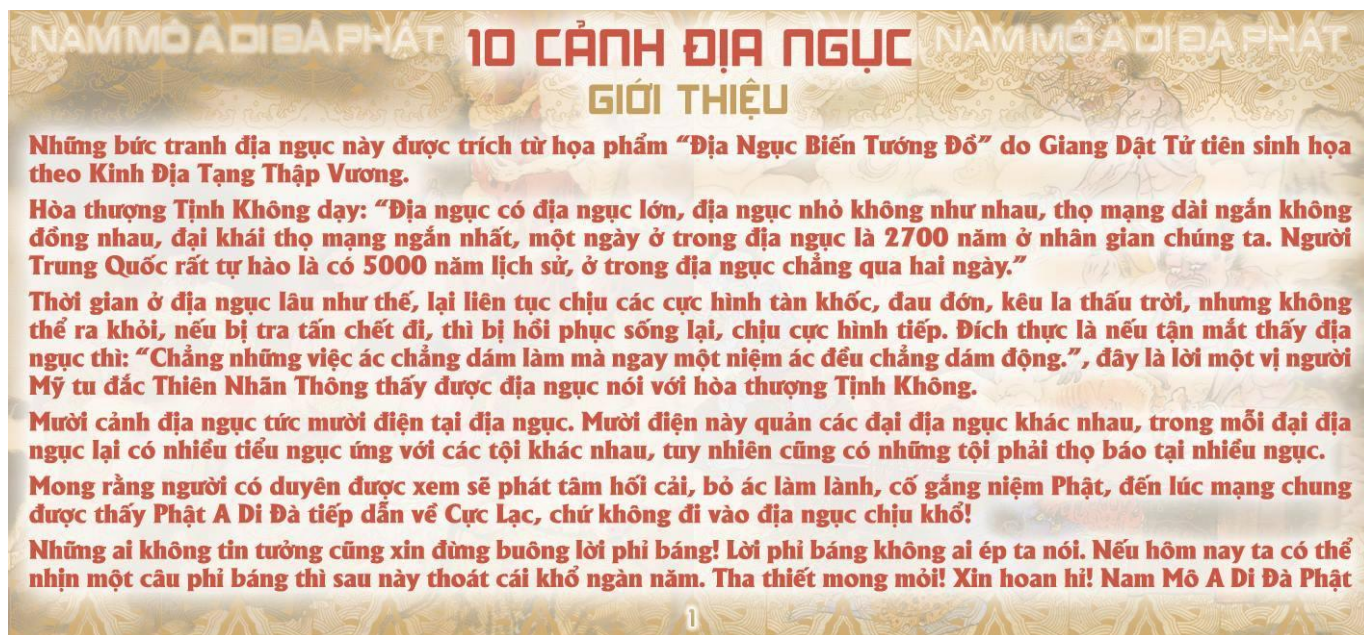 NAM MÔ A DI ĐÀ PHẬT 10 CẢNH ĐỊA NGỤC NAM MÔ A DI ĐÀ PHẬT
GIỚI THIỆU
Những bức tranh địa ngục này được trích từ họa phẩm “Địa Ngục Biến Tướng Đồ” do Giang Dật Tử tiên sinh họa
theo Kinh Địa Tạng Thập Vương.
Hòa thượng Tịnh Không dạy: “Địa ngục có địa ngục lớn, địa ngục nhỏ không như nhau, thọ mạng dài ngắn không
đồng nhau, đại khái thọ mạng ngắn nhất, một ngày ở trong địa ngục là 2700 năm ở nhân gian chúng ta. Người
Trung Quốc rất tự hào là có 5000 năm lịch sử, ở trong địa ngục chẳng qua hai ngày.”
Thời gian ở địa ngục lâu như thế, lại liên tục chịu các cực hình tàn khốc, đau đớn, kêu la thấu trời, nhưng không
thể ra khỏi, nếu bị tra tấn chết đi, thì bị hồi phục sống lại, chịu cực hình tiếp. Đích thực là nếu tận mắt thấy địa
ngục thì: “Chẳng những việc ác chẳng dám làm mà ngay một niệm ác đều chẳng dám động.”, đây là lời một vị người
Mỹ tu đắc Thiên Nhãn Thông thấy được địa ngục nói với hòa thượng Tịnh Không.
Mười cảnh địa ngục tức mười điện tại địa ngục. Mười điện này quản các đại địa ngục khác nhau, trong mỗi đại địa
ngục lại có nhiều tiểu ngục ứng với các tội khác nhau, tuy nhiên cũng có những tội phải thọ báo tại nhiều ngục.
Mong rằng người có duyên được xem sẽ phát tâm hối cải, bỏ ác làm lành, cố gắng niệm Phật, đến lúc mạng chung
được thấy Phật A Di Đà tiếp dẫn về Cực Lạc, chứ không đi vào địa ngục chịu khổ!
Những ai không tin tưởng cũng xin đừng buông lời phỉ báng! Lời phỉ báng không ai ép ta nói. Nếu hôm nay ta có thể
nhịn một câu phỉ báng thì sau này thoát cái khổ ngàn năm. Tha thiết mong mỏi! Xin hoan hỉ! Nam Mô A Di Đà Phật
1